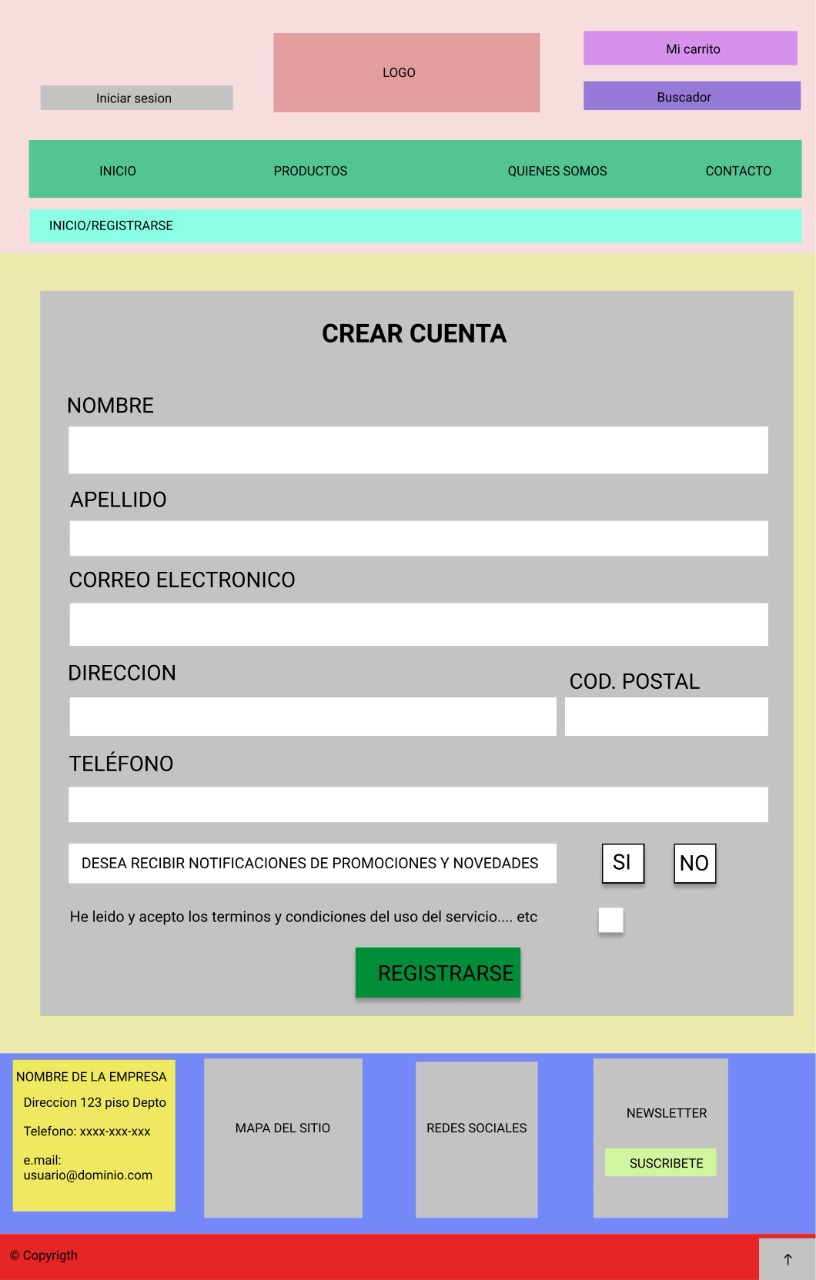 LOGO
Mi carrito
Iniciar sesion
Buscador
INICIO
PRODUCTOS
QUIENES SOMOS
CONTACTO
INICIO/REGISTRARSE
CREAR CUENTA
NOMBRE
APELLIDO
CORREO ELECTRONICO
DIRECCION
COD. POSTAL
TELÉFONO
DESEA RECIBIR NOTIFICACIONES DE PROMOCIONES Y NOVEDADES
SI
NO
He leido y acepto los terminos y condiciones del uso del servicio.... etc
REGISTRARSE
NOMBRE DE LA EMPRESA
Direccion 123 piso Depto
Telefono: xxxx-xxx-xxx
e.mail:
usuario@dominio.com
MAPA DEL SITIO
REDES SOCIALES
NEWSLETTER
SUSCRIBETE
© Copyrigth
↑